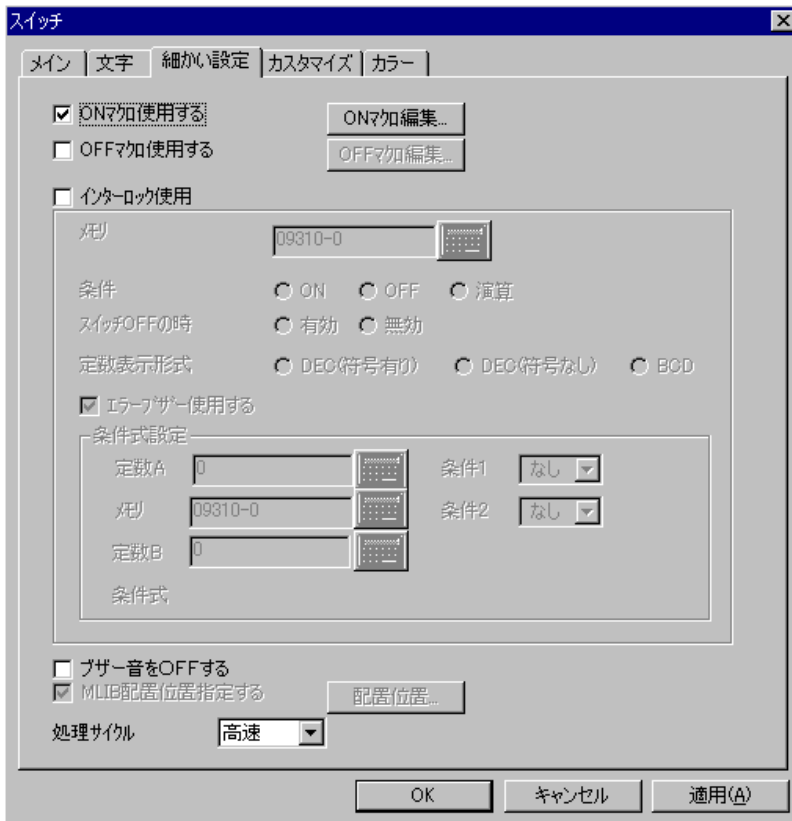 スイッチ
メイン 文字 細かい設定 カスタマイズ カラー
ONマクロ使用する ONマクロ編集...
OFFマクロ使用する OFFマクロ編集...
インターロック使用
メモリ 09310-0
条件 ON OFF 演算
スイッチOFFの時 有効 無効
定数表示形式 DEC(符号有り) DEC(符号なし) BCD
エラーブザー使用する
条件式設定
定数A 0 条件1 なし
メモリ 09310-0 条件2 なし
定数B 0
条件式
ブザー音をOFFする
MLIB配置位置指定する 配置位置...
処理サイクル 高速
OK キャンセル 適用(A)